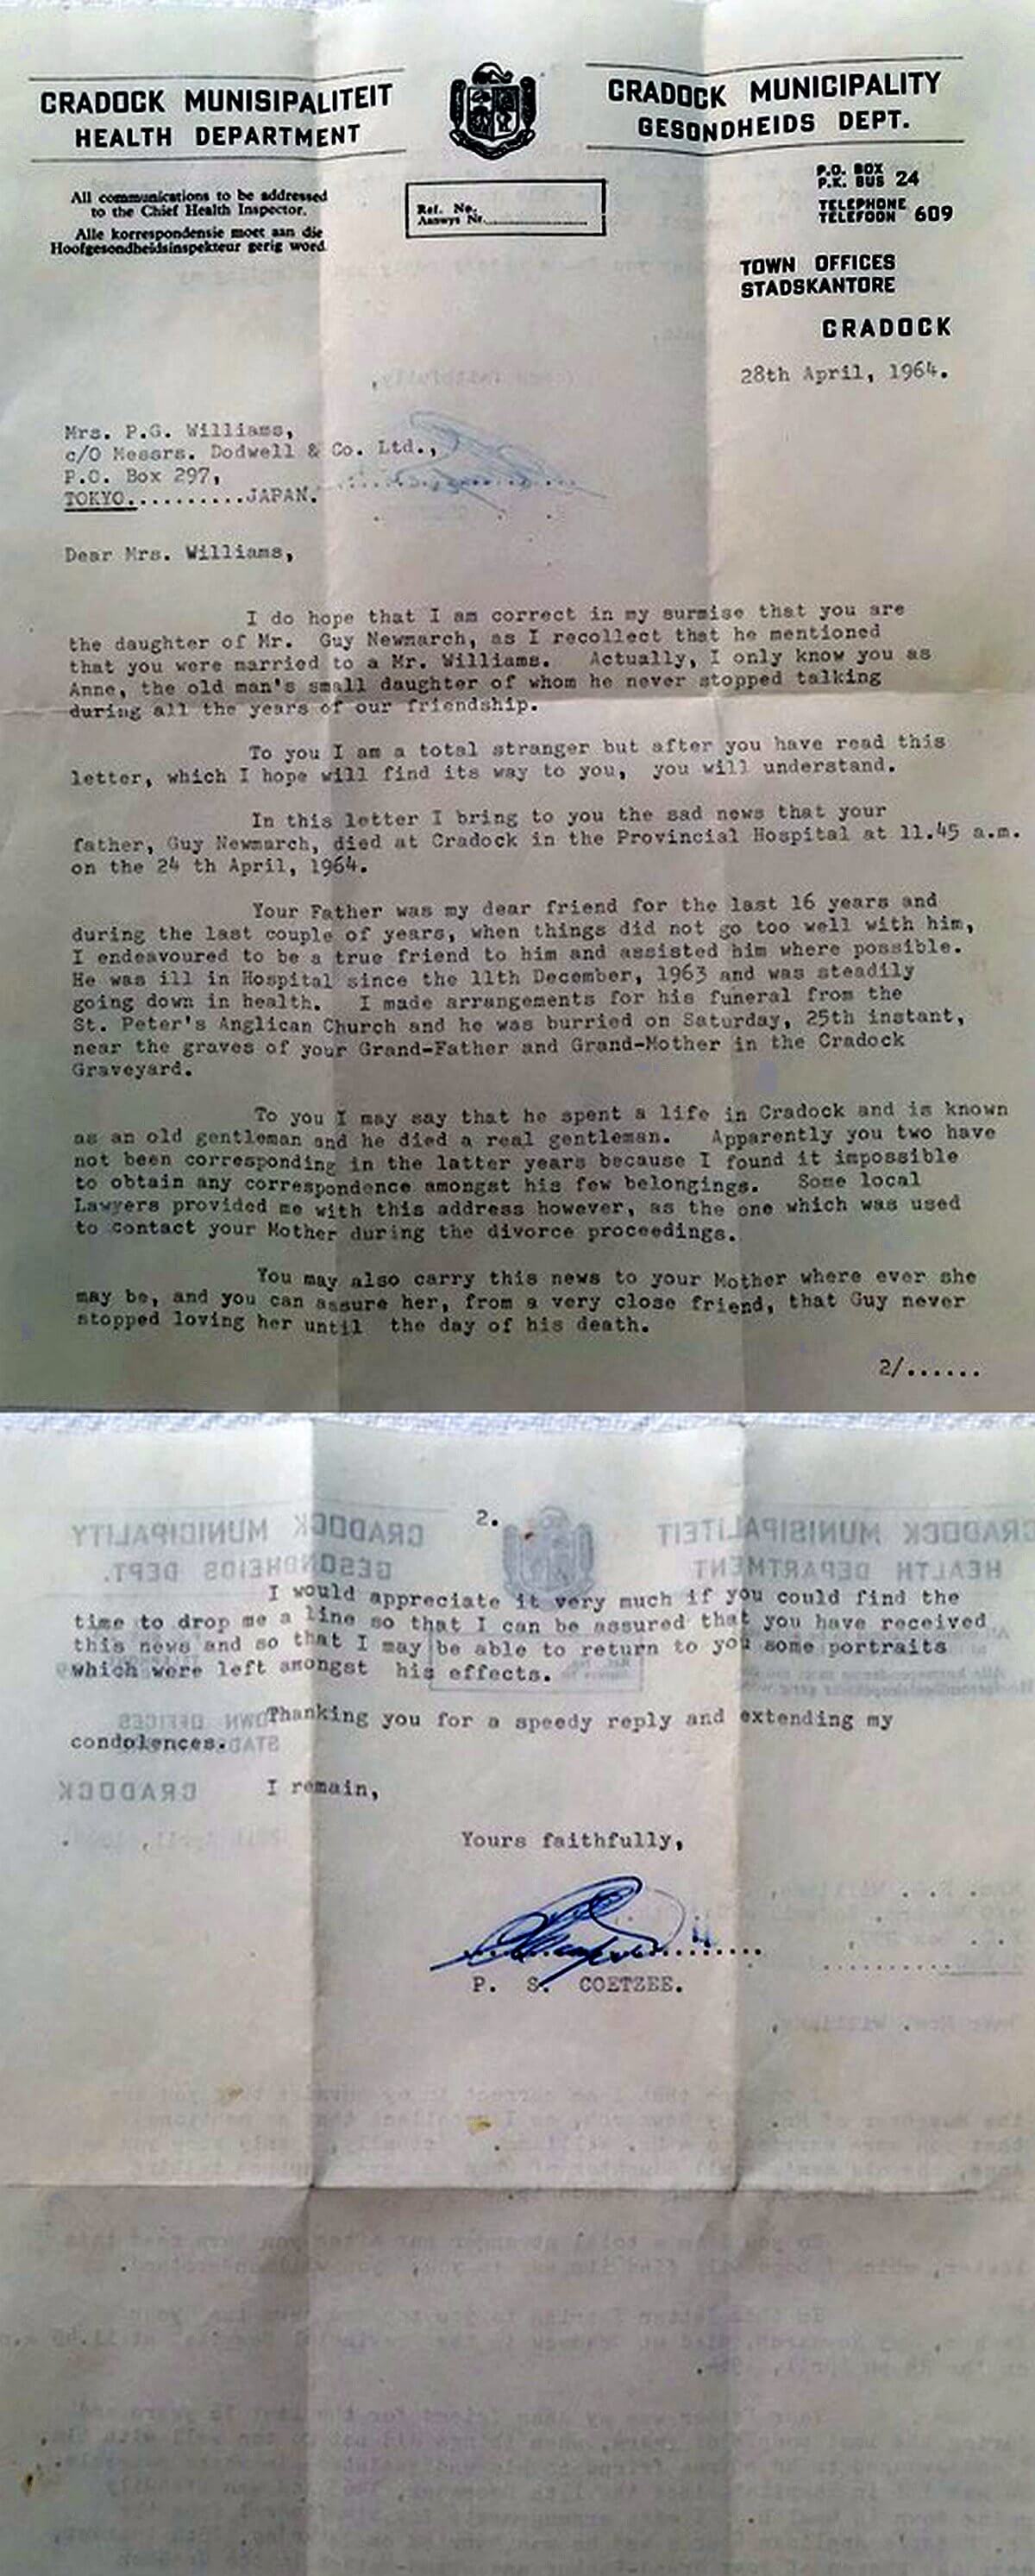 CRADOCK MUNISIPALITEIT
HEALTH DEPARTMENT
CRADOCK MUNICIPALITY
GESONDHEIDS DEPT.
All communications to be addressed
to the Chief Health Inspector.
Alle korrespondensie moet aan die
Hoofgesondheidsinspekteur gerig word
Ref. No.
Aanwys Nr.
P.O. BOX
P.K. BUS 24
TELEPHONE
TELEFOON 609
TOWN OFFICES
STADSKANTORE
CRADOCK
28th April, 1964.
Mrs. P.G. Williams,
c/O Messrs. Dodwell & Co. Ltd.,
P.O. Box 297,
TOKYO..........JAPAN.
Dear Mrs. Williams,
I do hope that I am correct in my surmise that you are
the daughter of Mr. Guy Newmarch, as I recollect that he mentioned
that you were married to a Mr. Williams. Actually, I only know you as
Anne, the old man's small daughter of whom he never stopped talking
during all the years of our friendship.
To you I am a total stranger but after you have read this
letter, which I hope will find its way to you, you will understand.
In this letter I bring to you the sad news that your
father, Guy Newmarch, died at Cradock in the Provincial Hospital at 11.45 a.m.
on the 24 th April, 1964.
Your Father was my dear friend for the last 16 years and
during the last couple of years, when things did not go too well with him,
I endeavoured to be a true friend to him and assisted him where possible.
He was ill in Hospital since the 11th December, 1963 and was steadily
going down in health. I made arrangements for his funeral from the
St. Peter's Anglican Church and he was burried on Saturday, 25th instant,
near the graves of your Grand-Father and Grand-Mother in the Cradock
Graveyard.
To you I may say that he spent a life in Cradock and is known
as an old gentleman and he died a real gentleman. Apparently you two have
not been corresponding in the latter years because I found it impossible
to obtain any correspondence amongst his few belongings. Some local
Lawyers provided me with this address however, as the one which was used
to contact your Mother during the divorce proceedings.
You may also carry this news to your Mother where ever she
may be, and you can assure her, from a very close friend, that Guy never
stopped loving her until the day of his death.
2/......
2.
I would appreciate it very much if you could find the
time to drop me a line so that I can be assured that you have received
this news and so that I may be able to return to you some portraits
which were left amongst his effects.
Thanking you for a speedy reply and extending my
condolences.
I remain,
Yours faithfully,
P. S. COETZEE.